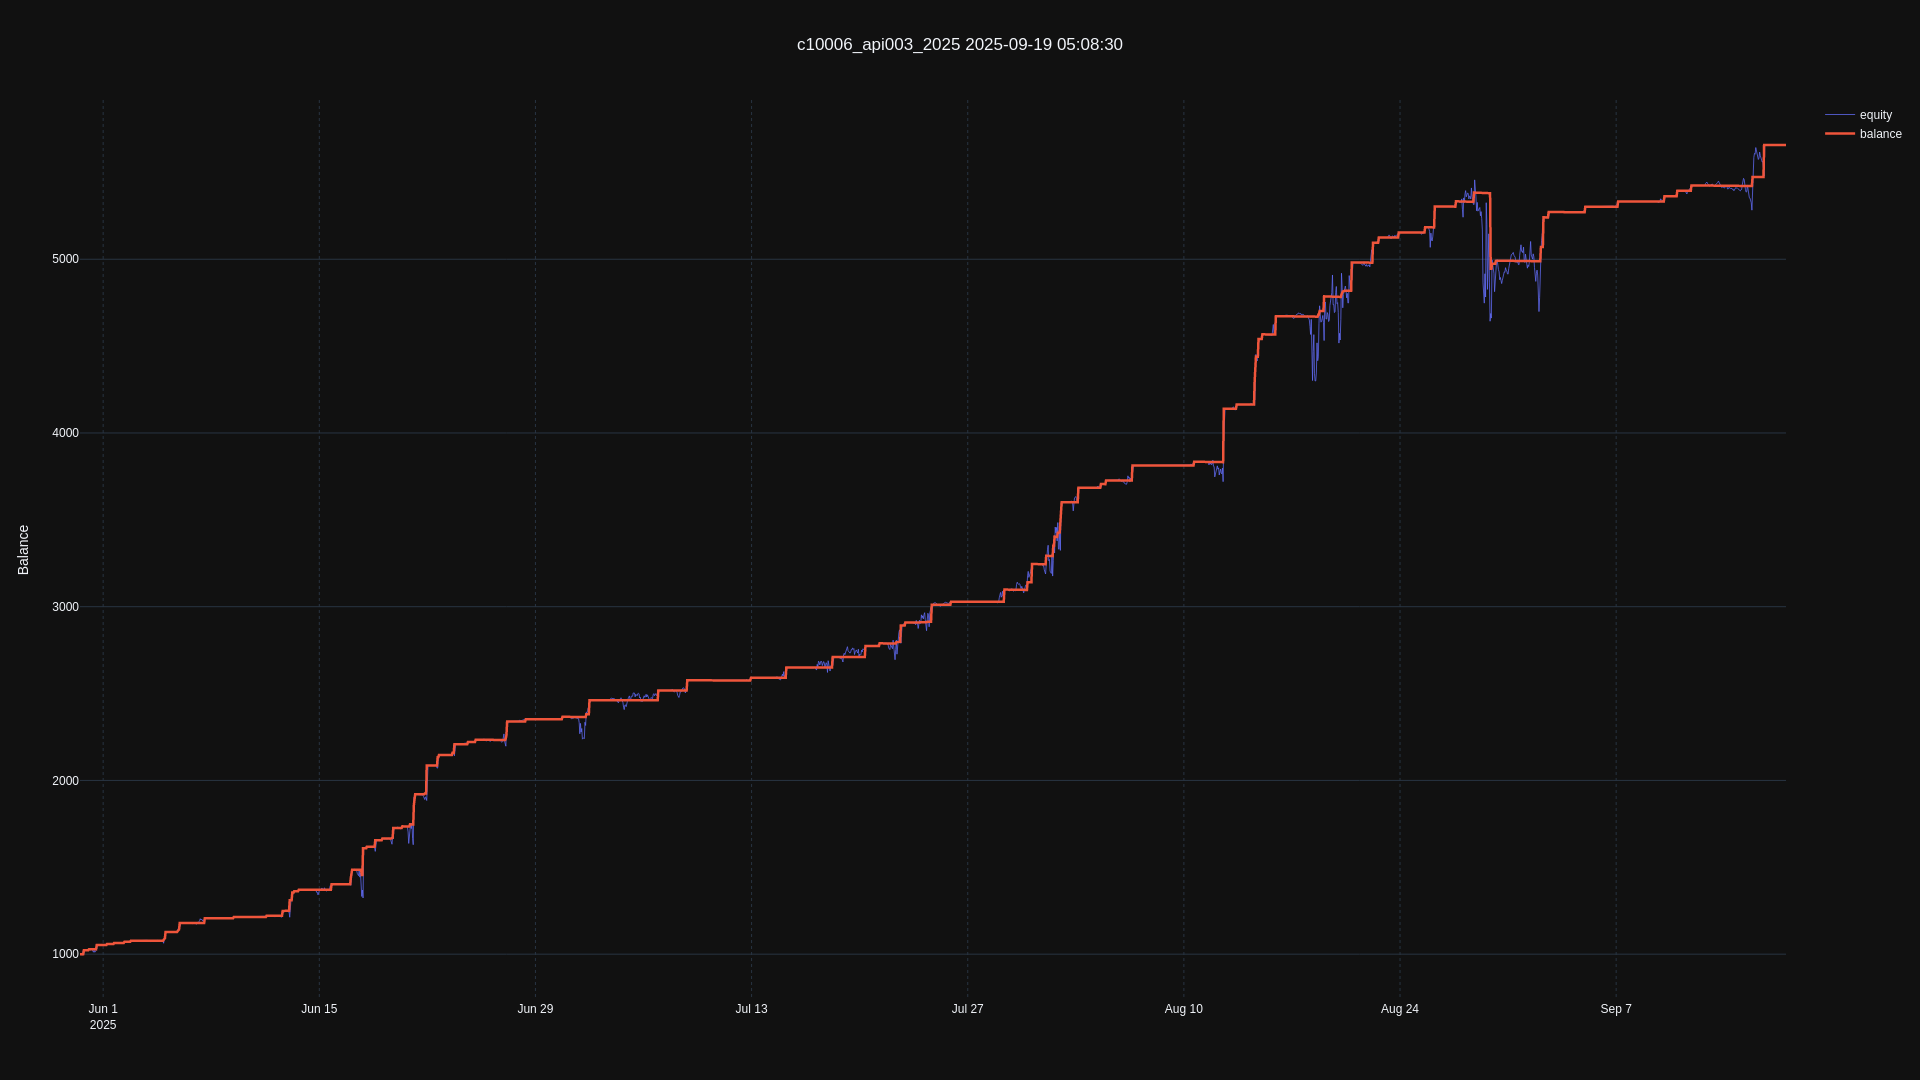 c10006_api003_2025 2025-09-19 05:08:30
equity
balance
Balance
5000
4000
3000
2000
1000
Jun 1
2025
Jun 15
Jun 29
Jul 13
Jul 27
Aug 10
Aug 24
Sep 7